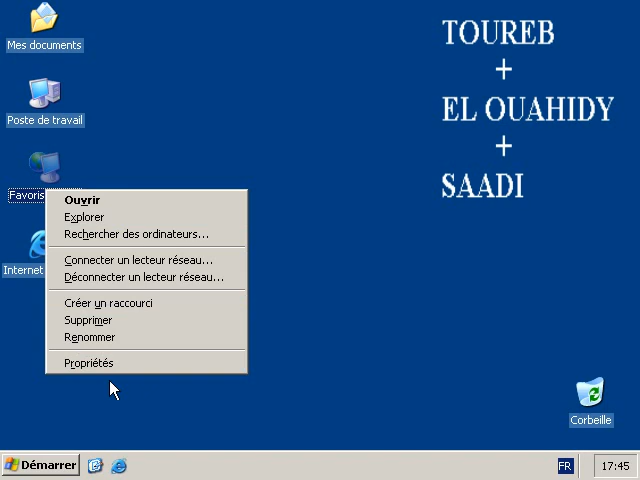 Mes documents
Poste de travail
Favoris
Internet
Ouvrir
Explorer
Rechercher des ordinateurs...
Connecter un lecteur réseau...
Déconnecter un lecteur réseau...
Créer un raccourci
Supprimer
Renommer
Propriétés
TOUREB
+
EL OUAHIDY
+
SAADI
Corbeille
Démarrer
FR
17:45